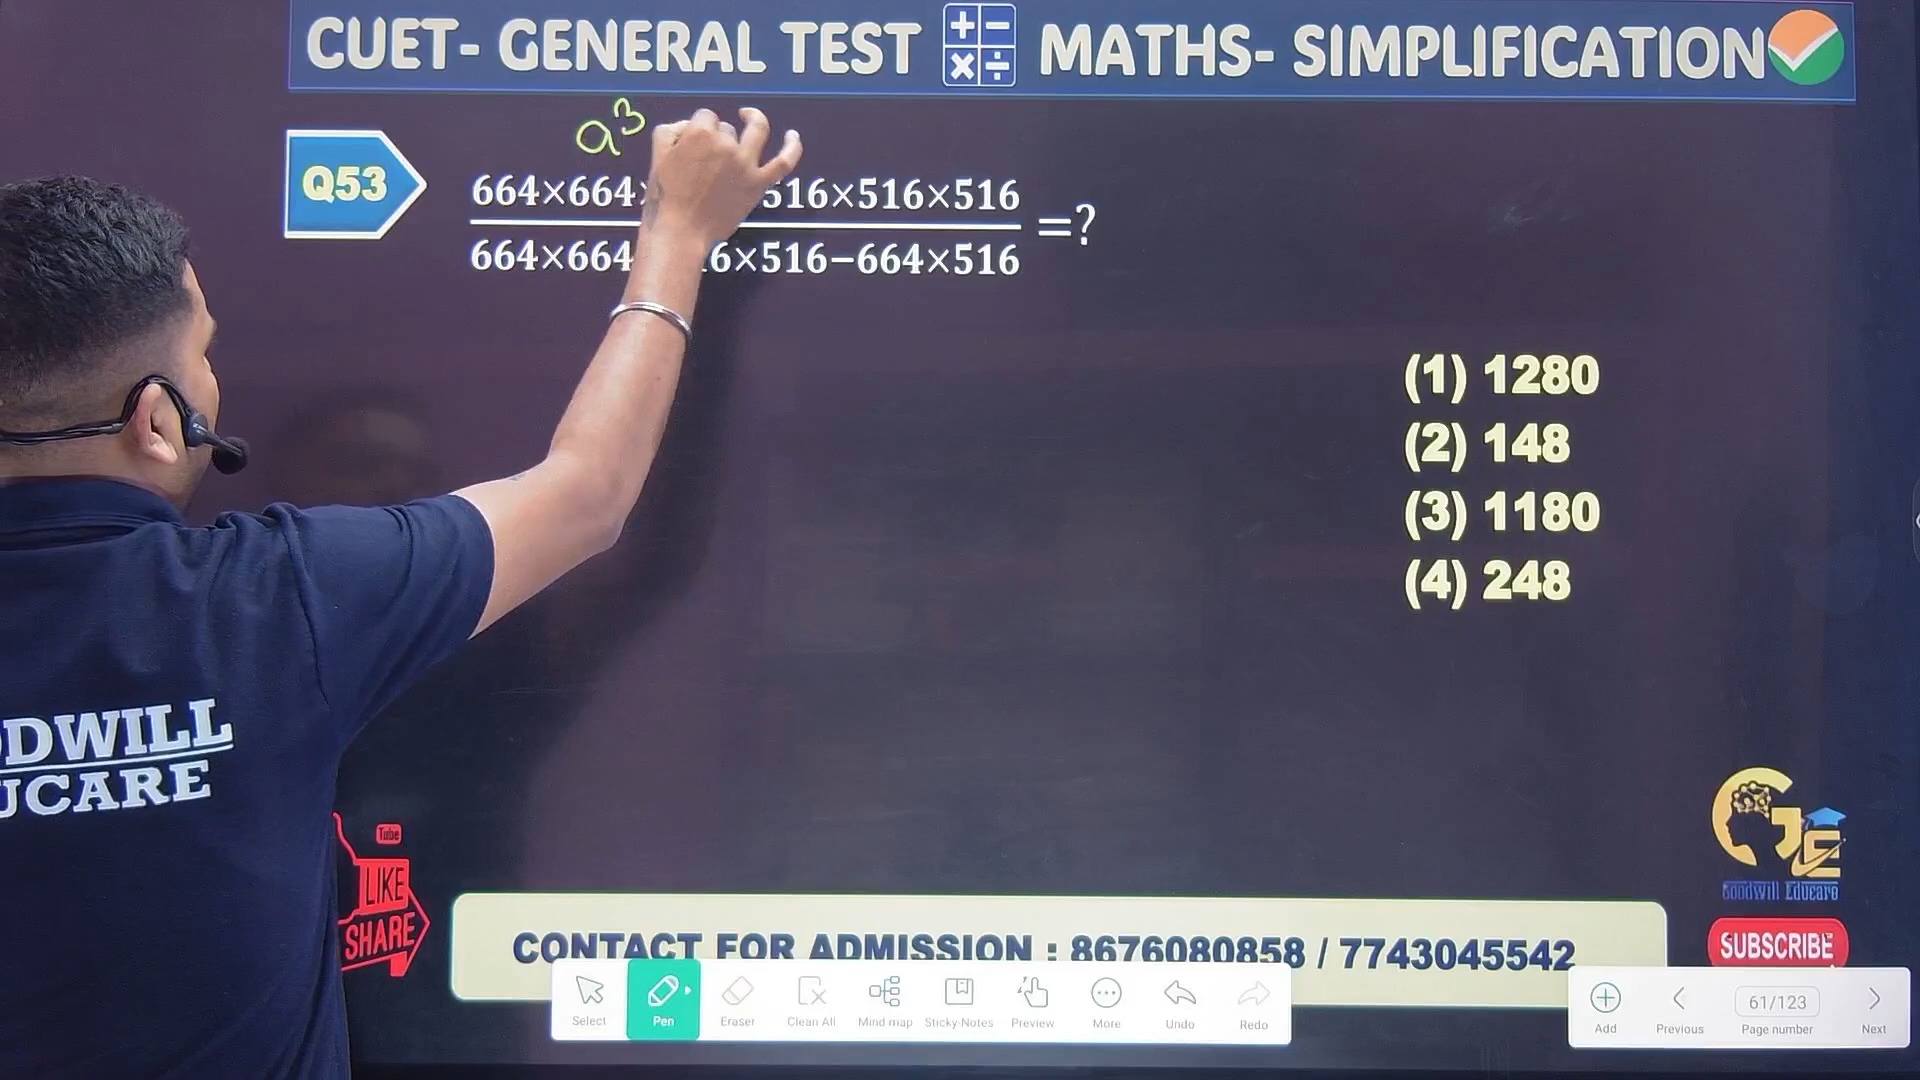 CUET- GENERAL TEST + − × ÷ MATHS- SIMPLIFICATION
a³
Q53
664×664× 516×516×516
664×664 6×516−664×516
=?
(1) 1280
(2) 148
(3) 1180
(4) 248
DWILL
UCARE
Tube
LIKE
SHARE
Goodwill Educare
SUBSCRIBE
CONTACT FOR ADMISSION : 8676080858 / 7743045542
Select Pen Eraser Clean All Mind map Sticky Notes Preview More Undo Redo
Add Previous 61/123 Page number Next